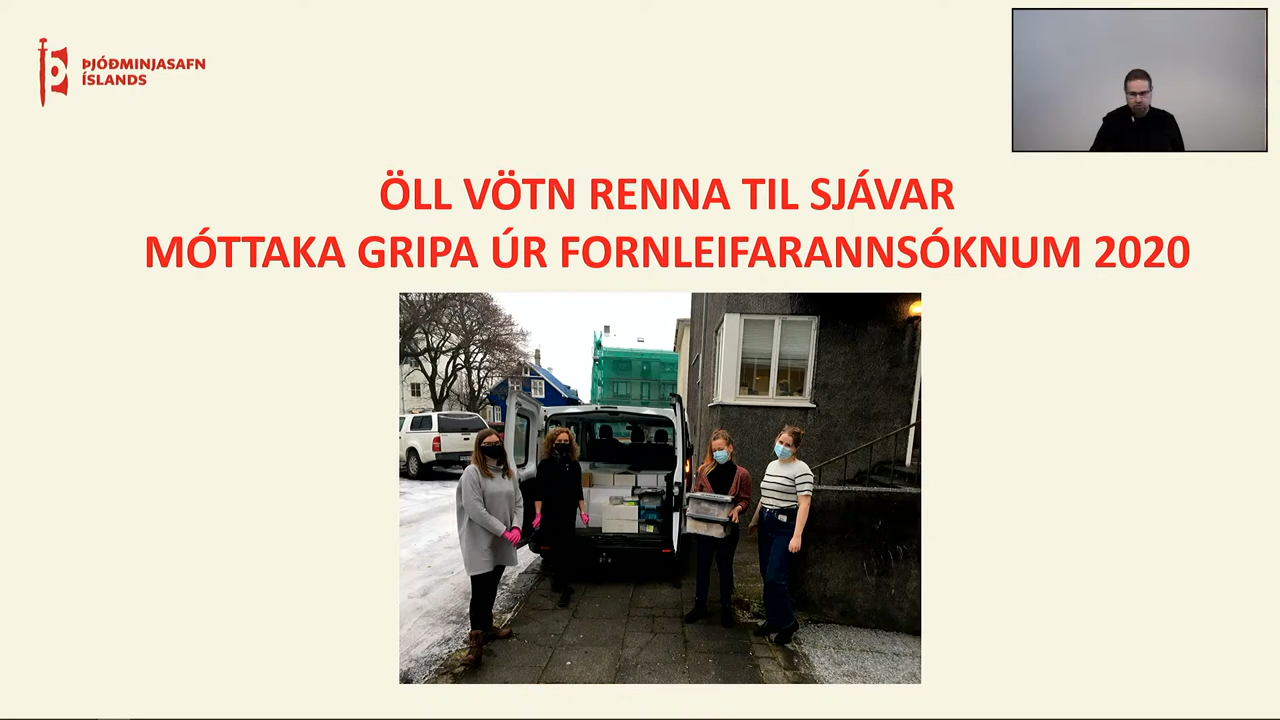 ÞJÓÐMINJASAFN
ÍSLANDS
ÖLL VÖTN RENNA TIL SJÁVAR
MÓTTAKA GRIPA ÚR FORNLEIFARANNSÓKNUM 2020